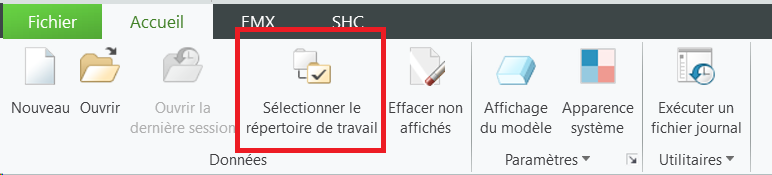 Fichier Accueil EMX SHC
Nouveau Ouvrir Ouvrir la Sélectionner le Effacer non Affichage Apparence Exécuter un
dernière session répertoire de travail affichés du modèle système fichier journal
Données Paramètres Utilitaires